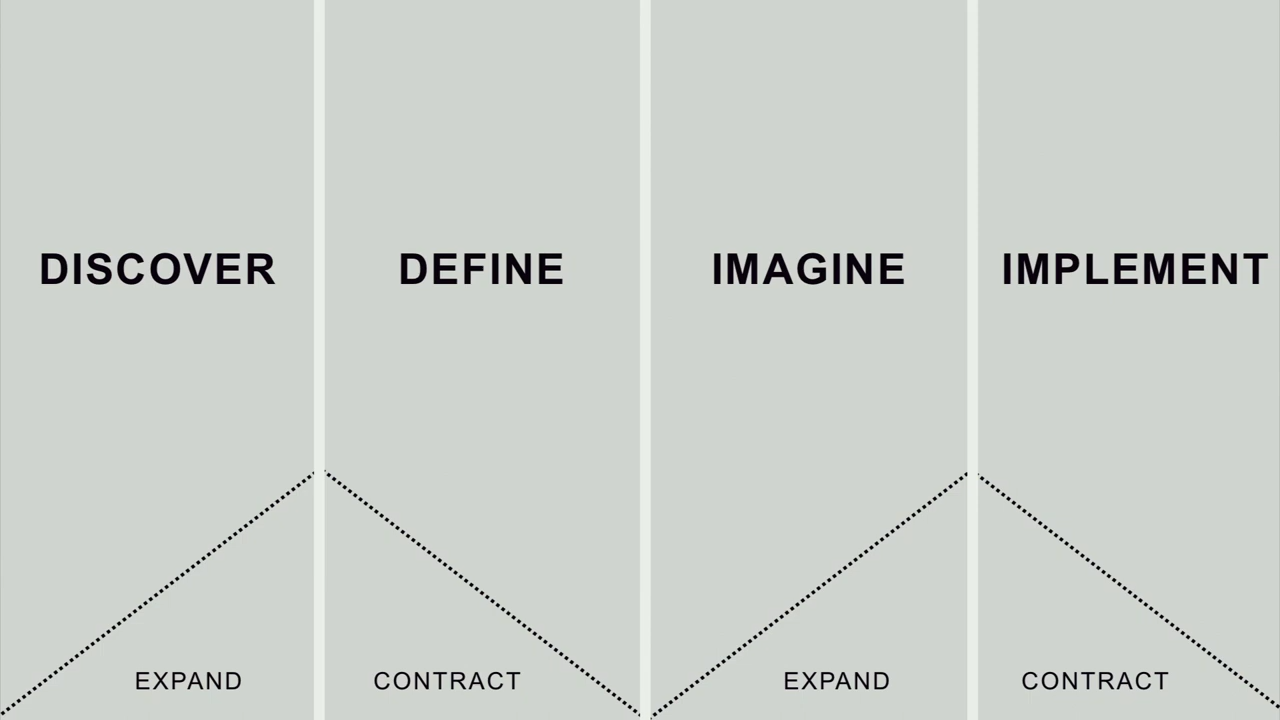 DISCOVER
DEFINE
IMAGINE
IMPLEMENT
EXPAND
CONTRACT
EXPAND
CONTRACT